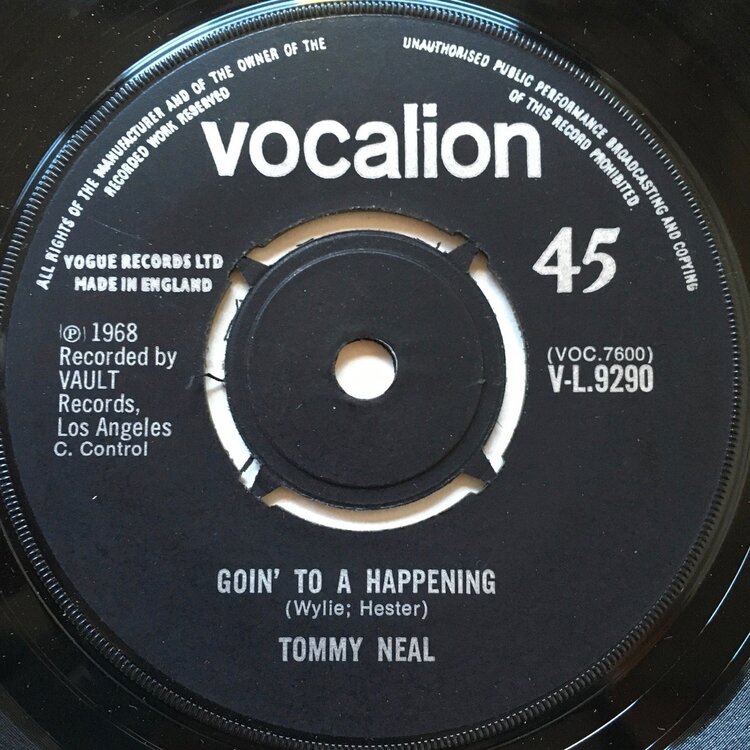 ALL RIGHTS OF THE MANUFACTURER AND OF THE OWNER OF THE
RECORDED WORK RESERVED
UNAUTHORISED PUBLIC PERFORMANCE BROADCASTING AND COPYING
OF THIS RECORD PROHIBITED.
vocalion
45
VOGUE RECORDS LTD
MADE IN ENGLAND
(℗) 1968
Recorded by
VAULT
Records,
Los Angeles
C. Control
(VOC.7600)
V-L.9290
GOIN' TO A HAPPENING
(Wylie; Hester)
TOMMY NEAL